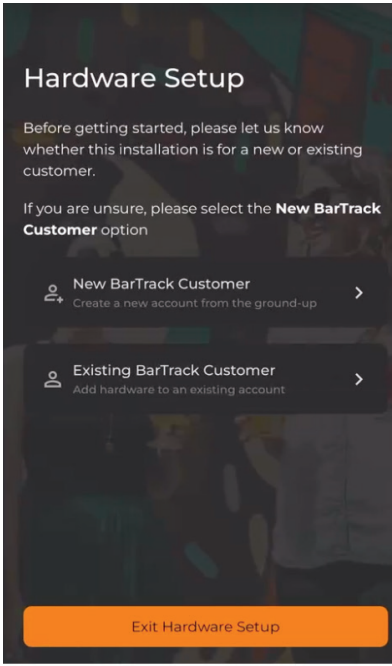 Hardware Setup
Before getting started, please let us know
whether this installation is for a new or existing
customer.
If you are unsure, please select the New BarTrack
Customer option
New BarTrack Customer
Create a new account from the ground-up
Existing BarTrack Customer
Add hardware to an existing account
Exit Hardware Setup